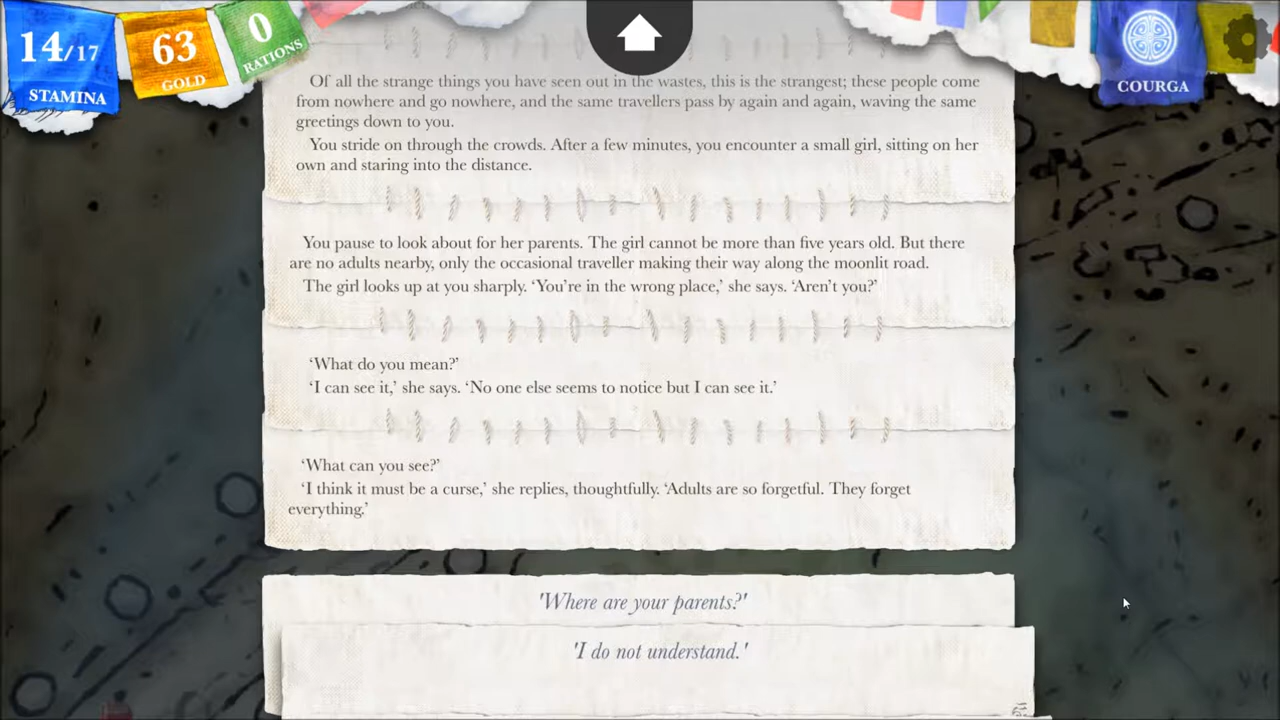 14/17
STAMINA
63
GOLD
0
RATIONS
COURGA
Of all the strange things you have seen out in the wastes, this is the strangest; these people come
from nowhere and go nowhere, and the same travellers pass by again and again, waving the same
greetings down to you.
You stride on through the crowds. After a few minutes, you encounter a small girl, sitting on her
own and staring into the distance.
You pause to look about for her parents. The girl cannot be more than five years old. But there
are no adults nearby, only the occasional traveller making their way along the moonlit road.
The girl looks up at you sharply. ‘You’re in the wrong place,’ she says. ‘Aren’t you?’
‘What do you mean?’
‘I can see it,’ she says. ‘No one else seems to notice but I can see it.’
‘What can you see?’
‘I think it must be a curse,’ she replies, thoughtfully. ‘Adults are so forgetful. They forget
everything.’
'Where are your parents?'
'I do not understand.'